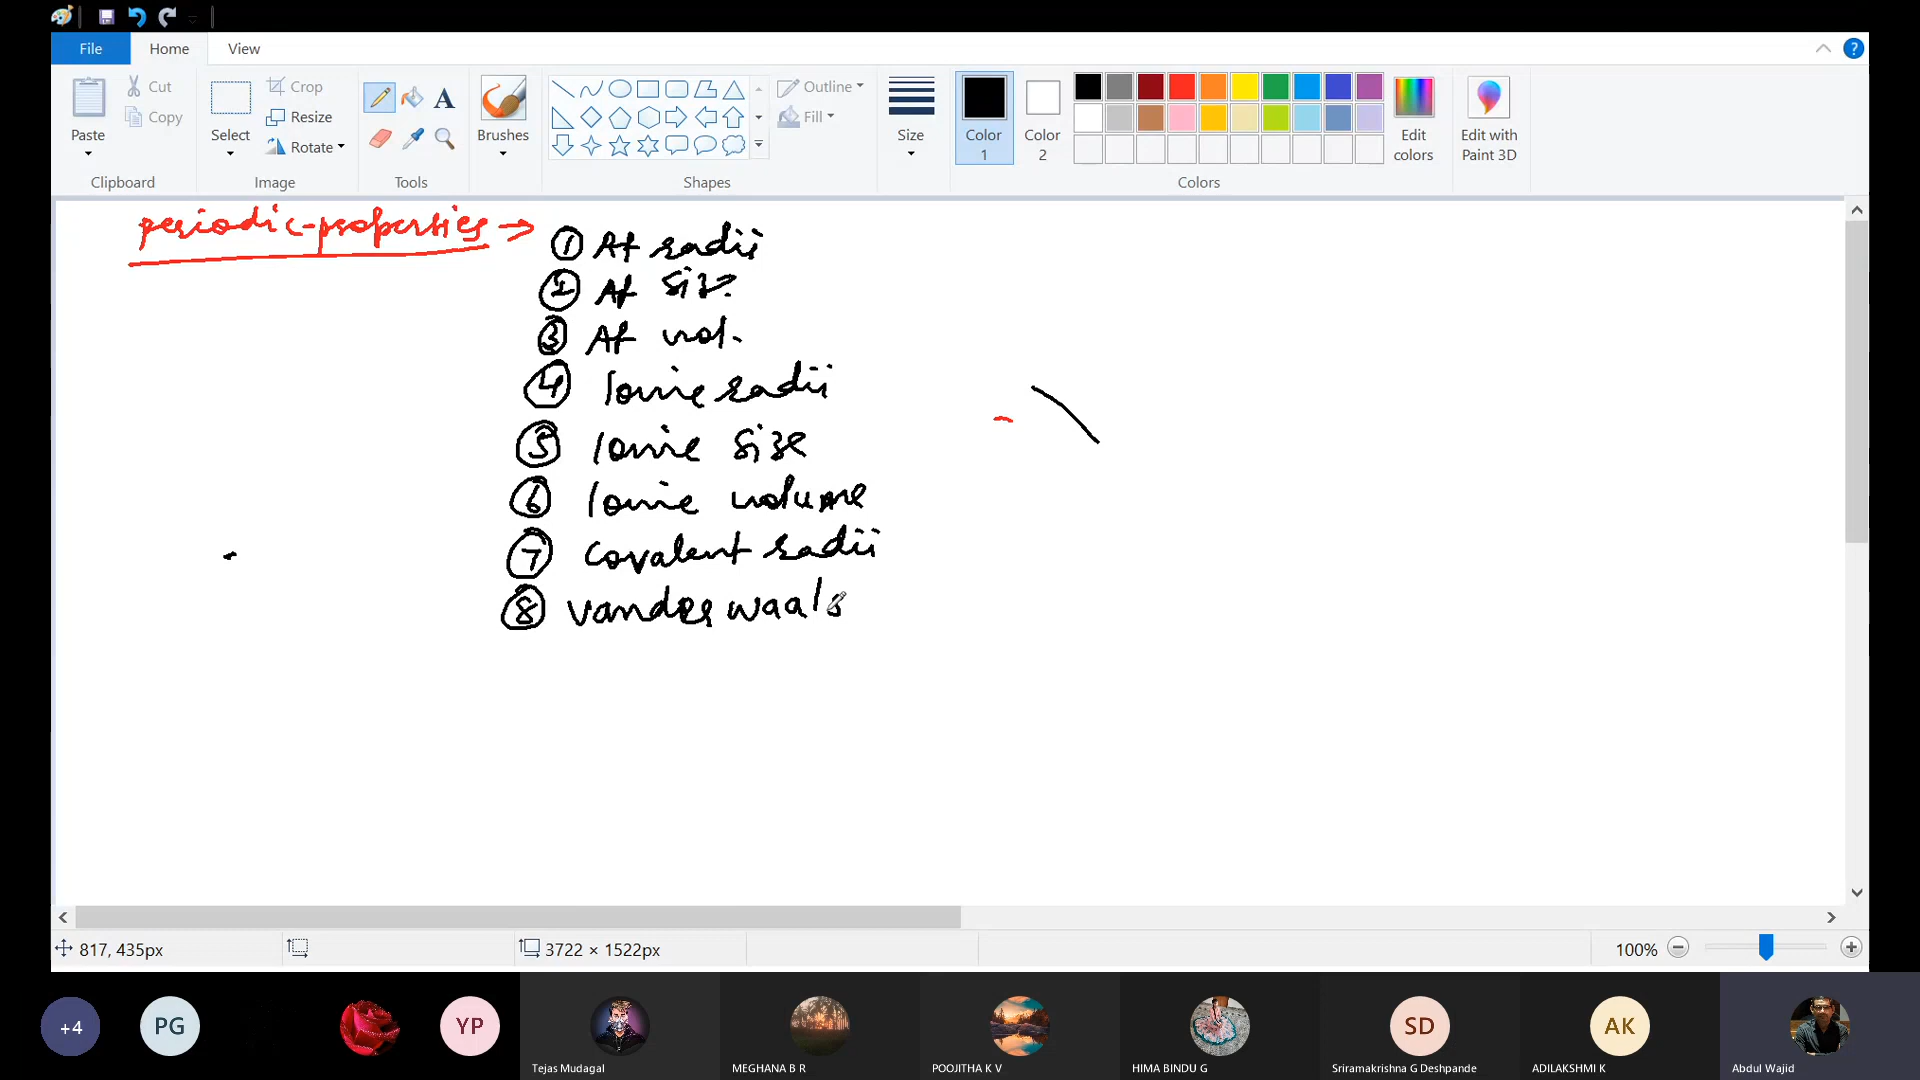 File Home View
Paste
Cut
Copy
Clipboard
Select
Crop
Resize
Rotate
Image
Tools
Brushes
Outline
Fill
Shapes
Size
Color 1
Color 2
Edit colors
Colors
Edit with Paint 3D
periodic-properties →
① At radii
② At size
③ At vol.
④ Ionic radii
⑤ Ionic size
⑥ Ionic volume
⑦ covalent radii
⑧ vander waals
817, 435px
3722 × 1522px
100%
+4
PG
YP
SD
AK
Tejas Mudagal
MEGHANA B R
POOJITHA K V
HIMA BINDU G
Sriramakrishna G Deshpande
ADILAKSHMI K
Abdul Wajid